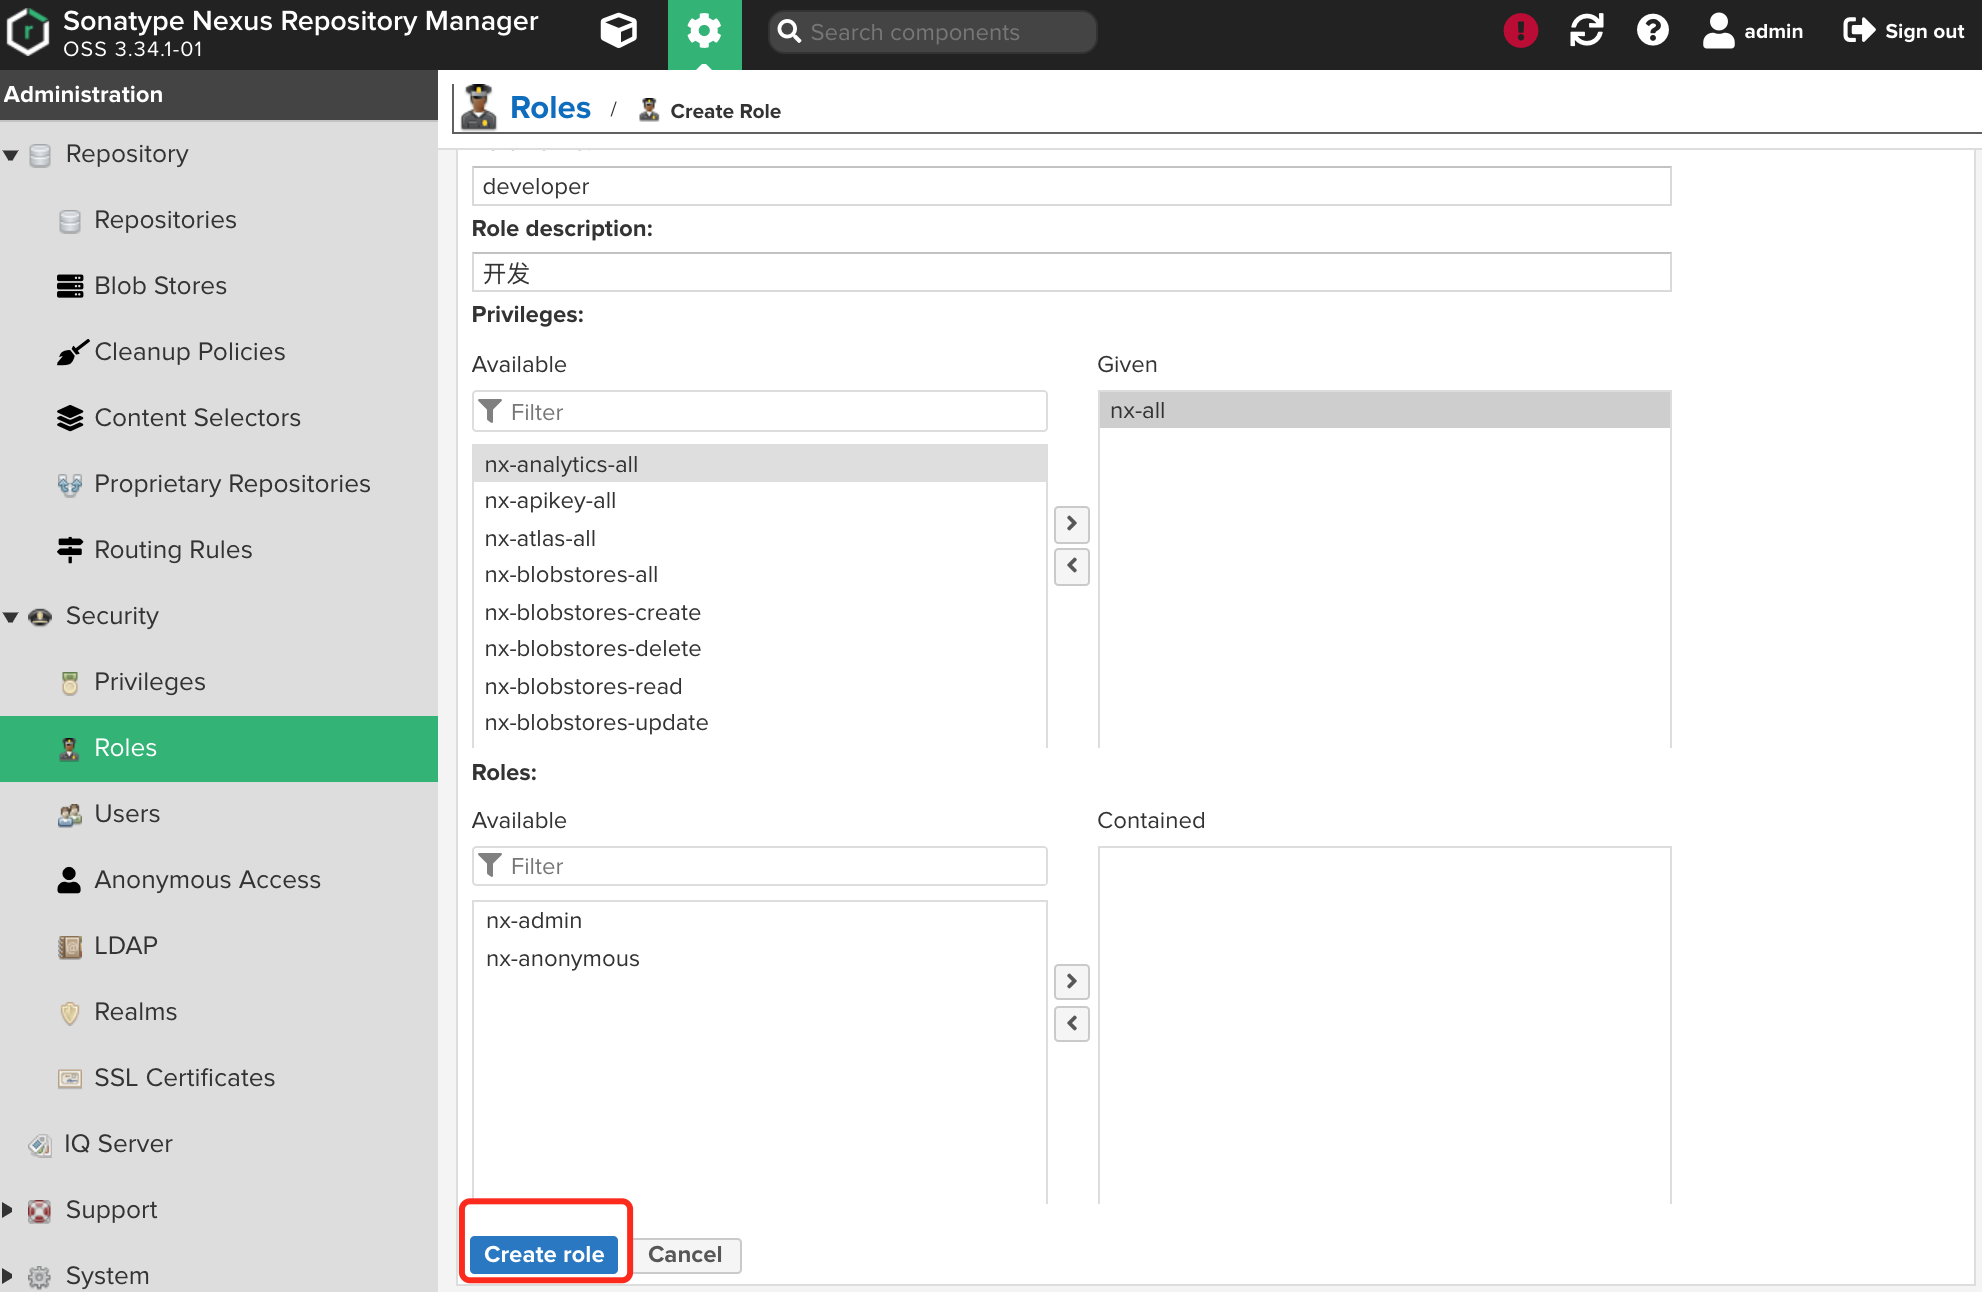 Sonatype Nexus Repository Manager
OSS 3.34.1-01
Search components
admin
Sign out
Administration
Repository
Repositories
Blob Stores
Cleanup Policies
Content Selectors
Proprietary Repositories
Routing Rules
Security
Privileges
Roles
Users
Anonymous Access
LDAP
Realms
SSL Certificates
IQ Server
Support
System
Roles / Create Role
developer
Role description:
开发
Privileges:
Available
Filter
nx-analytics-all
nx-apikey-all
nx-atlas-all
nx-blobstores-all
nx-blobstores-create
nx-blobstores-delete
nx-blobstores-read
nx-blobstores-update
Given
nx-all
Roles:
Available
Filter
nx-admin
nx-anonymous
Contained
Create role
Cancel